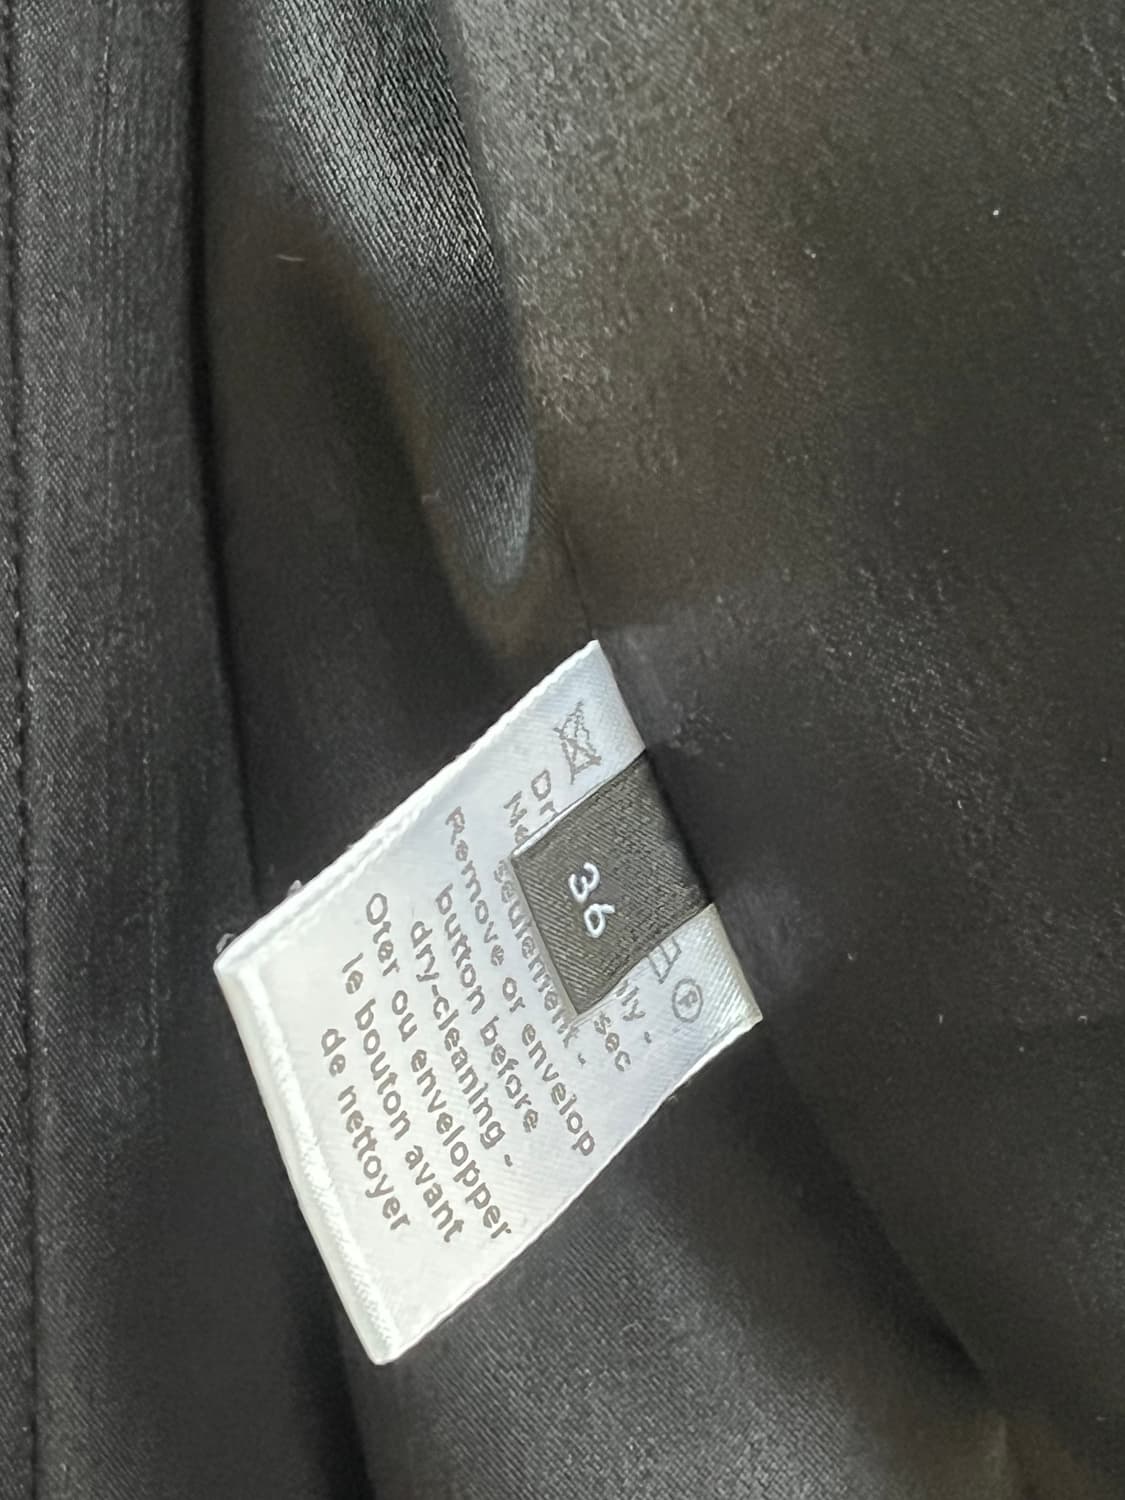 36
seulement -
sec
Remove or envelop
button before
dry-cleaning -
Oter ou envelopper
le bouton avant
de nettoyer